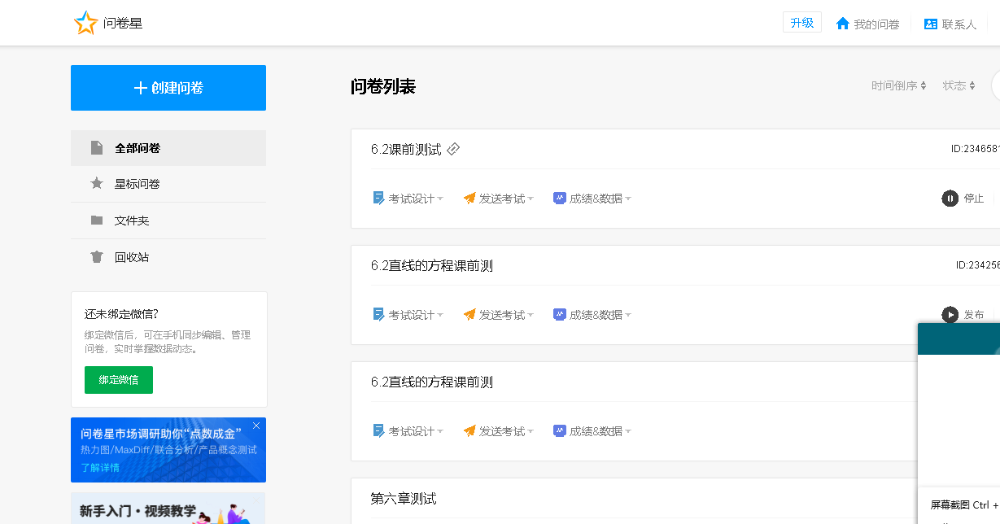 问卷星
升级
我的问卷
联系人
创建问卷
全部问卷
星标问卷
文件夹
回收站
还未绑定微信?
绑定微信后，可在手机同步编辑、管理
问卷，实时掌握数据动态。
绑定微信
问卷星市场调研助你“点数成金”
热力图/MaxDiff/联合分析/产品概念测试
了解详情
新手入门·视频教学
问卷列表
时间倒序
状态
6.2课前测试
ID:234658
考试设计
发送考试
成绩&数据
停止
6.2直线的方程课前测
ID:234256
考试设计
发送考试
成绩&数据
发布
6.2直线的方程课前测
考试设计
发送考试
成绩&数据
第六章测试
屏幕截图 Ctrl +